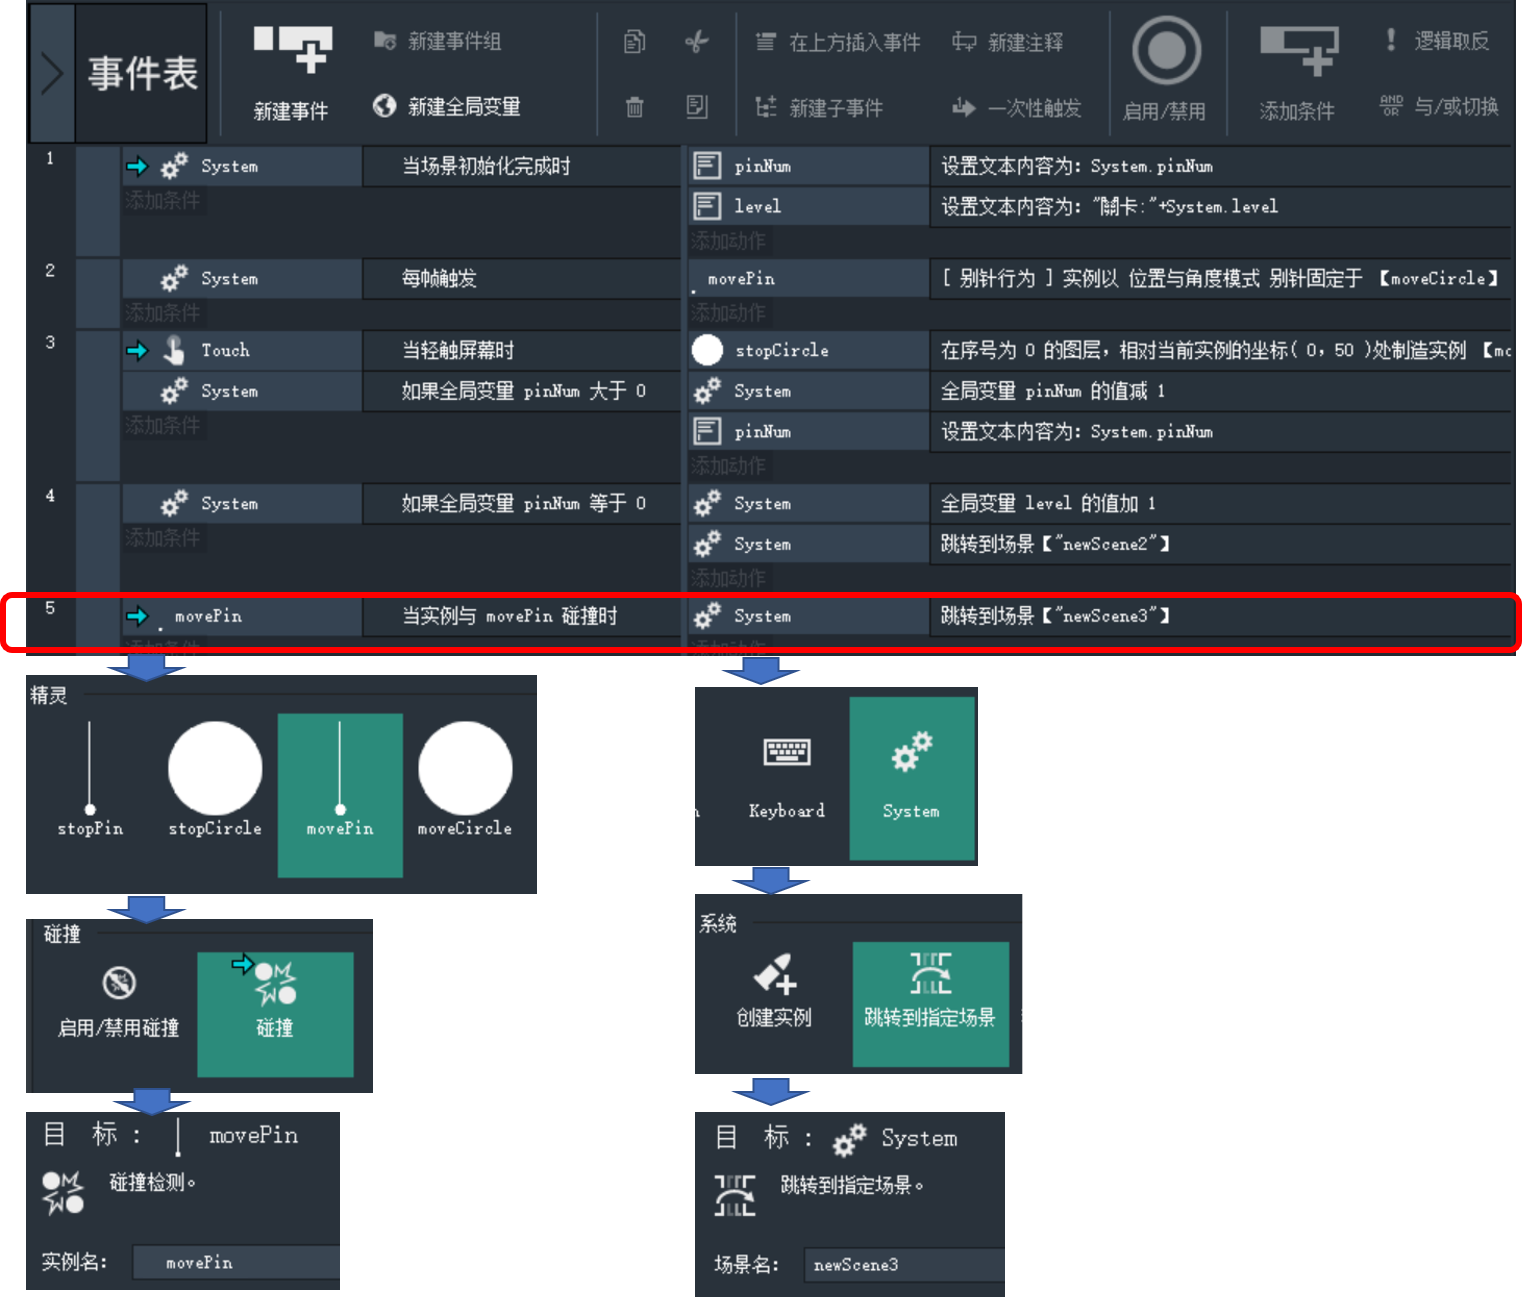 事件表
新建事件
新建事件组
新建全局变量
在上方插入事件
新建注释
新建子事件
一次性触发
启用/禁用
添加条件
逻辑取反
AND OR 与/或切换
1
System 当场景初始化完成时
添加条件
pinNum 设置文本内容为: System.pinNum
level 设置文本内容为: "關卡:"+System.level
添加动作
2
System 每帧触发
添加条件
movePin [ 别针行为 ] 实例以 位置与角度模式 别针固定于 【moveCircle】
添加动作
3
Touch 当轻触屏幕时
System 如果全局变量 pinNum 大于 0
添加条件
stopCircle 在序号为 0 的图层, 相对当前实例的坐标( 0, 50 )处制造实例 【mo
System 全局变量 pinNum 的值减 1
pinNum 设置文本内容为: System.pinNum
添加动作
4
System 如果全局变量 pinNum 等于 0
添加条件
System 全局变量 level 的值加 1
System 跳转到场景【"newScene2"】
添加动作
5
movePin 当实例与 movePin 碰撞时
添加条件
System 跳转到场景【"newScene3"】
添加动作
精灵
stopPin stopCircle movePin moveCircle
碰撞
启用/禁用碰撞 碰撞
目 标: movePin
碰撞检测。
实例名: movePin
Keyboard System
系统
创建实例 跳转到指定场景
目 标: System
跳转到指定场景。
场景名: newScene3